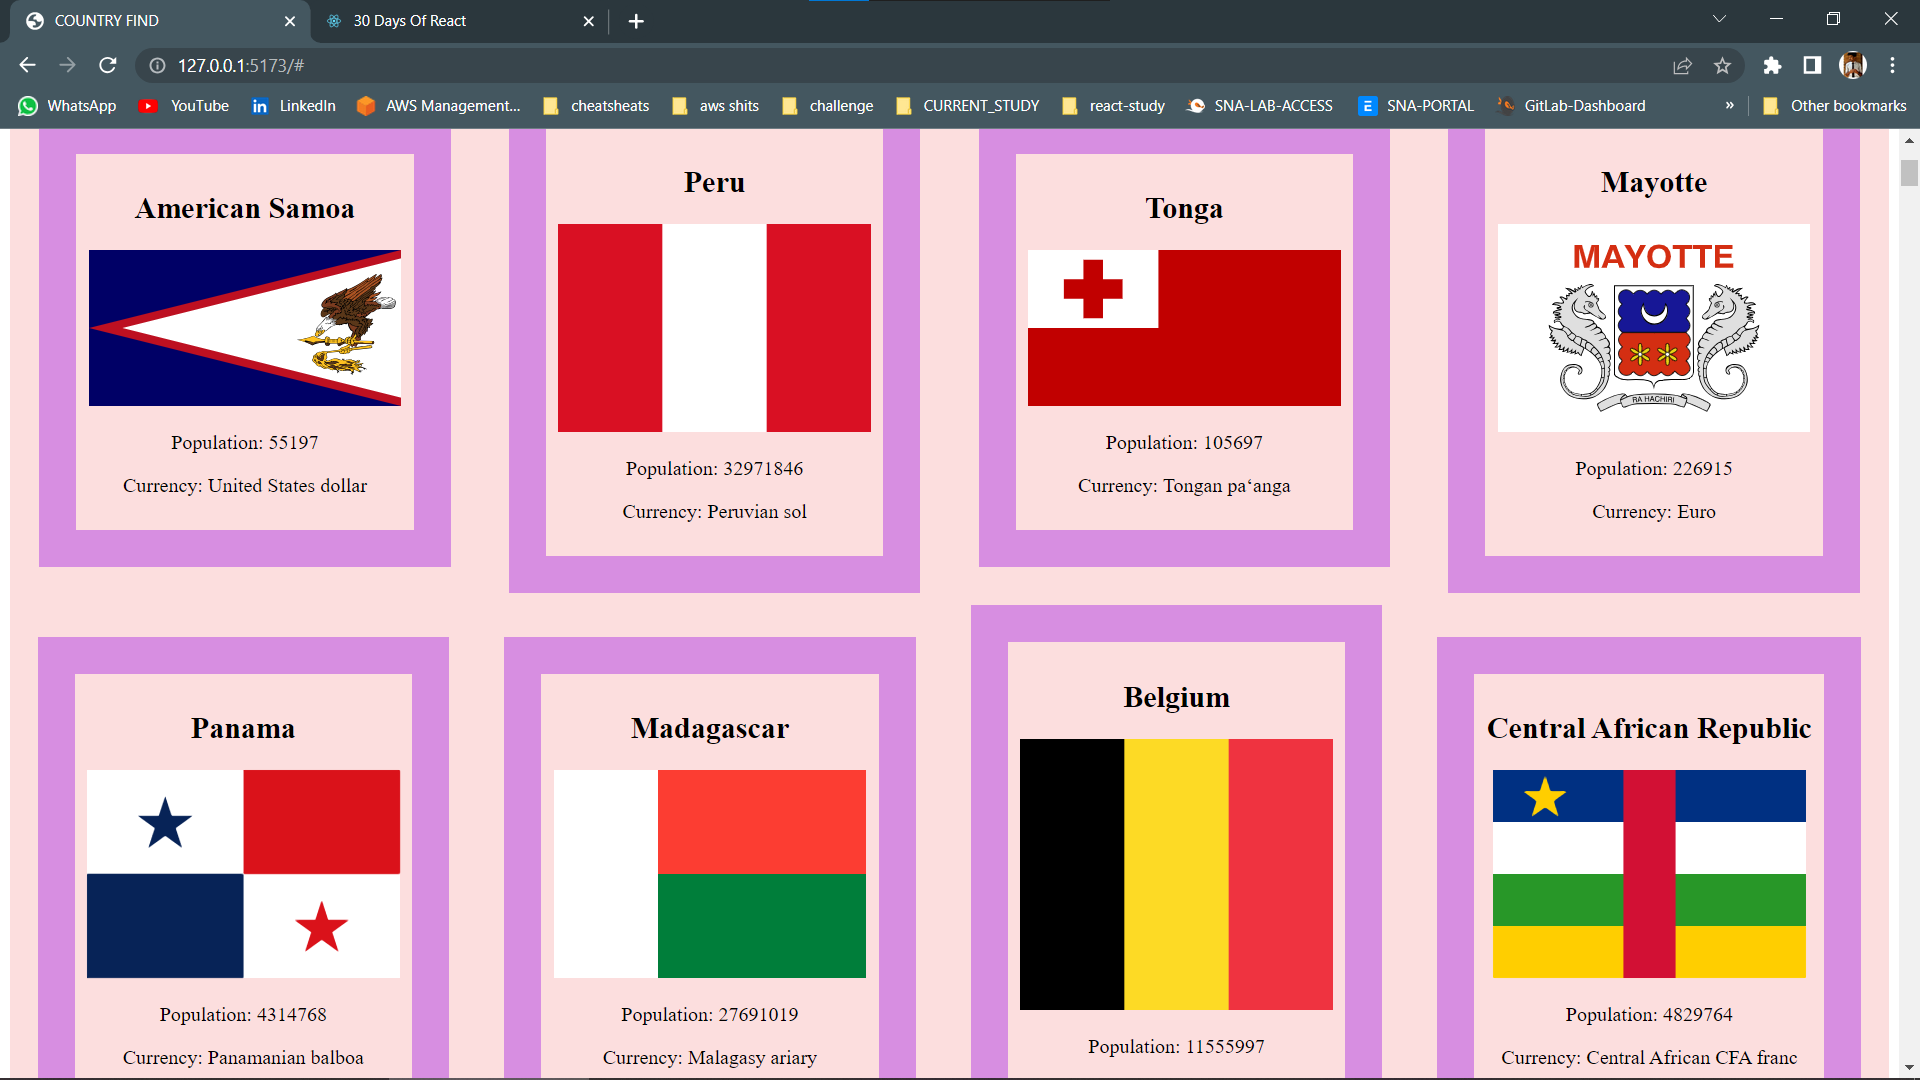 COUNTRY FIND
30 Days Of React
127.0.0.1:5173/#
WhatsApp
YouTube
LinkedIn
AWS Management...
cheatsheats
aws shits
challenge
CURRENT_STUDY
react-study
SNA-LAB-ACCESS
SNA-PORTAL
GitLab-Dashboard
»
Other bookmarks
American Samoa
Population: 55197
Currency: United States dollar
Peru
Population: 32971846
Currency: Peruvian sol
Tonga
Population: 105697
Currency: Tongan paʻanga
Mayotte
MAYOTTE
RA HACHIRI
Population: 226915
Currency: Euro
Panama
Population: 4314768
Currency: Panamanian balboa
Madagascar
Population: 27691019
Currency: Malagasy ariary
Belgium
Population: 11555997
Central African Republic
Population: 4829764
Currency: Central African CFA franc